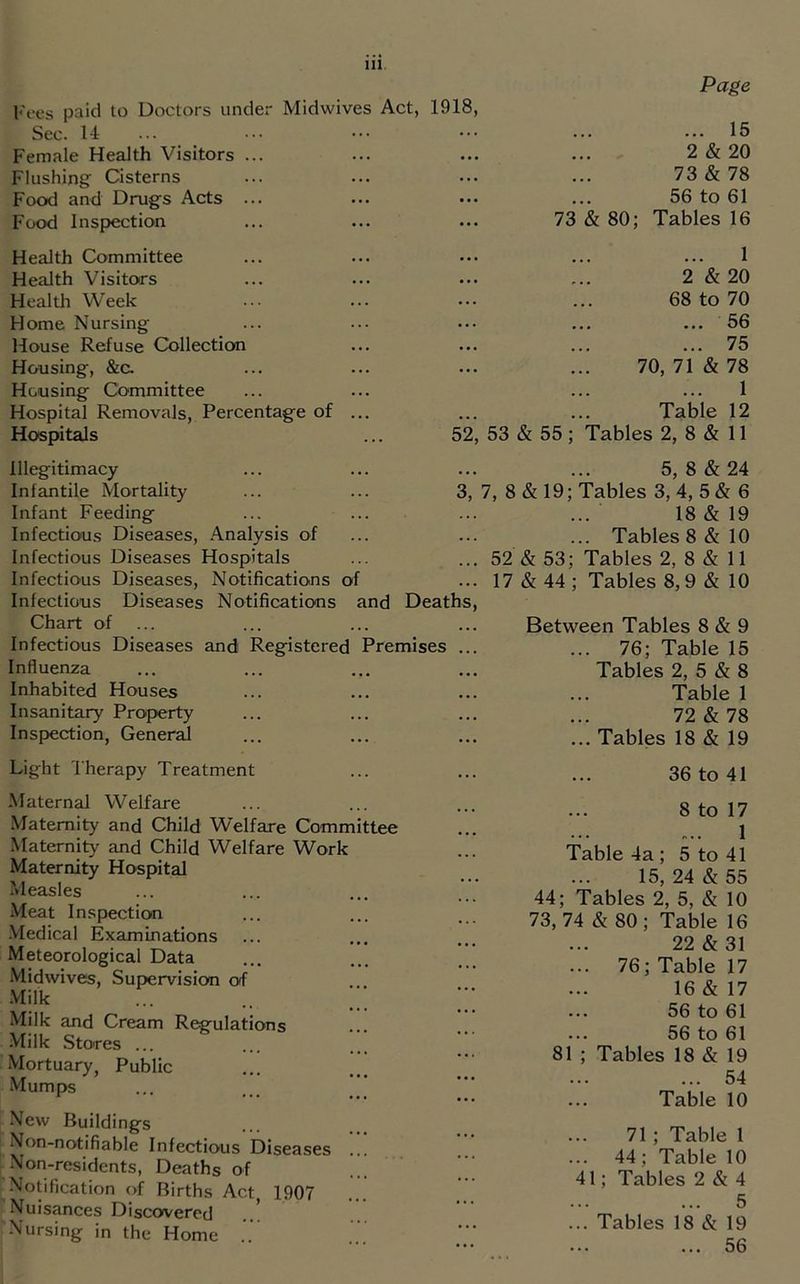 iii.
Page
Fees paid to Doctors under Midwives Act, 1918,
Sec. 14 ... ... ... ... ... ... 15
Female Health Visitors ... ... ... ... 2 & 20
Flushing Cisterns ... ... ... ... 73 & 78
Food and Drugs Acts ... ... ... ... 56 to 61
Food Inspection ... ... ... 73 & 80; Tables 16
Health Committee ... ... ... ... ... 1
Health Visitors ... ... ... ... 2 & 20
Health Week ... ... ... ... 68 to 70
Home Nursing ... ... ... ... ... 56
House Refuse Collection ... ... ... ... 75
Housing, &c. ... ... ... ... 70, 71 & 78
Housing Committee ... ... ... ... 1
Hospital Removals, Percentage of ... ... ... Table 12
Hospitals ... 52, 53 & 55; Tables 2, 8 & 11
Illegitimacy ... ... ... ... 5, 8 & 24
Infantile Mortality ... ... 3, 7, 8 & 19; Tables 3, 4, 5 & 6
Infant Feeding ... ... ... ... 18 & 19
Infectious Diseases, Analysis of ... ... ... Tables 8 & 10
Infectious Diseases Hospitals ... ... 52 & 53; Tables 2, 8 & 11
Infectious Diseases, Notifications of ... 17 & 44; Tables 8, 9 & 10
Infectious Diseases Notifications and Deaths,
Chart of ... ... ... ... Between Tables 8 & 9
Infectious Diseases and Registered Premises ... ... 76; Table 15
Influenza ... ... ... ... Tables 2, 5 & 8
Inhabited Houses ... ... ... ... Table 1
Insanitary Property ... ... ... ... 72 & 78
Inspection, General ... ... ... ... Tables 18 & 19
Light Therapy Treatment ... ... ... 36 to 41
Maternal Welfare ... ... ... ... 8 to 17
Maternity and Child Welfare Committee ... ... ... 1
Maternity and Child Welfare Work ... Table 4a; 5 to 41
Maternity Hospital ... ... 15, 24 & 55
Measles ... ... ... ... 44; Tables 2, 5, & 10
Meat Inspection ... ... ... 73, 74 & 80; Table 16
Medical Examinations ... ... ... ... 22 & 31
Meteorological Data ... ... ... ... 76; Table 17
Midwives, Supervision of ... ... ... 16 & 17
Milk ... .. ... ... ... 56 to 61
Milk and Cream Regulations ... ... ... 56 to 61
Milk Stores ... ... ... ... 81; Tables 18 & 19
Mortuary, Public ... ... ... ... ... 54
Mumps ... ... ... ... ... Table 10
New Buildings ... ... ... ... 71; Table 1
Non-notifiable Infectious Diseases ... ... ... 44; Table 10
Non-residents, Deaths of ... ... 41; Tables 2 & 4
Notification of Births Act, 1907 ... ... ... ... 5
Nuisances Discovered ... ... ... ... Tables 18 & 19
Nursing in the Home .. ... ... ... ... 56